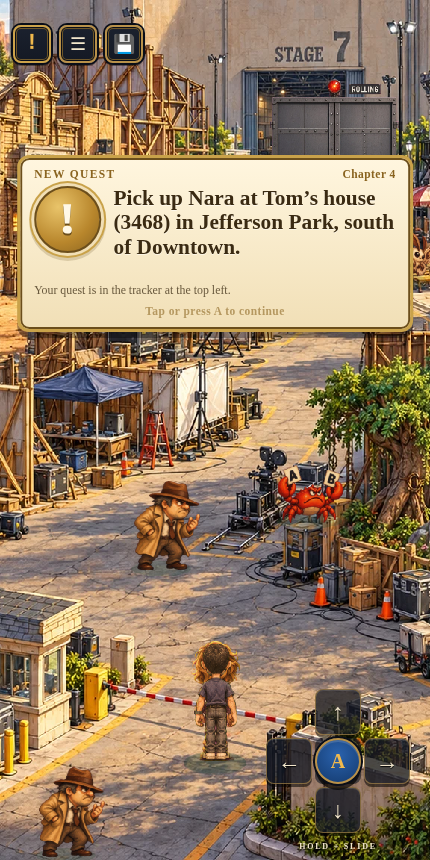 !
☰
STAGE 7
ROLLING
NEW QUEST
Chapter 4
!
Pick up Nara at Tom’s house
(3468) in Jefferson Park, south
of Downtown.
Your quest is in the tracker at the top left.
Tap or press A to continue
A B
↑
← A →
↓
HOLD · SLIDE